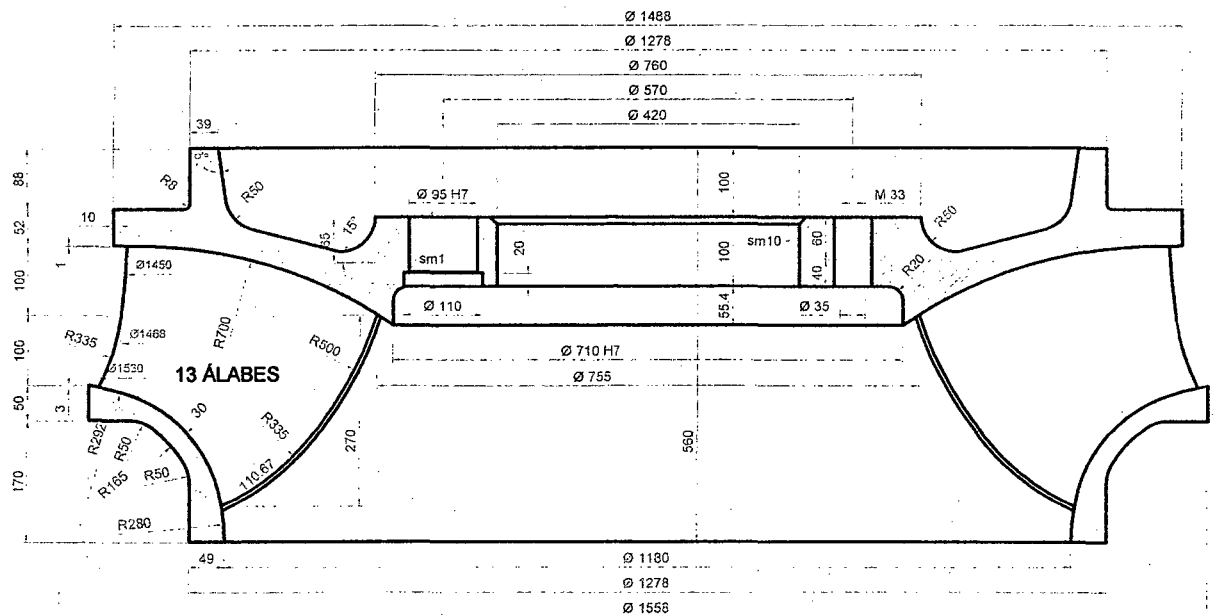 Ø 1488
Ø 1278
Ø 760
Ø 570
Ø 420
39
88
R8
R50
Ø 95 H7
100
M 33
R50
10
52
65
15°
sm1
20
100
sm10
60
40
R20
1
100
Ø1450
R700
Ø 110
55.4
Ø 35
R335
Ø1468
R500
Ø 710 H7
100
Ø1530
13 ÁLABES
Ø 755
50
3
30
R335
R292
R50
270
560
110.67
R165
R50
170
R280
49
Ø 1180
Ø 1278
Ø 1558